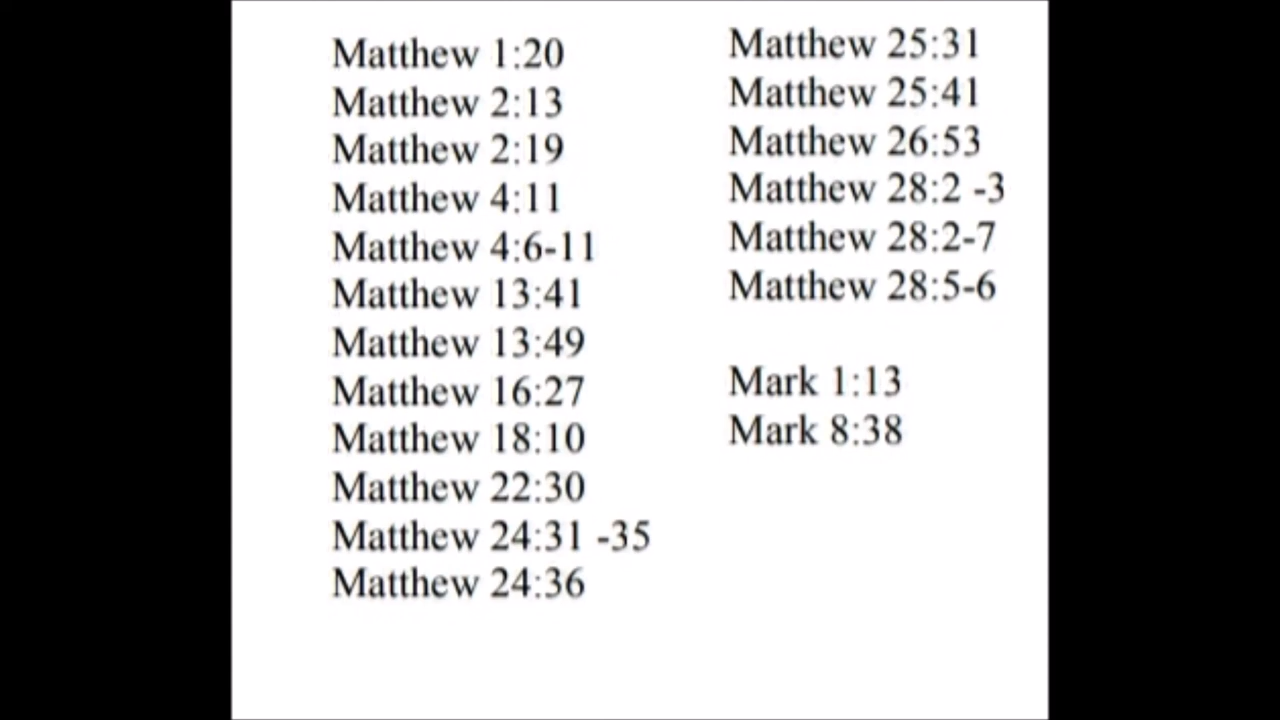 Matthew 1:20
Matthew 2:13
Matthew 2:19
Matthew 4:11
Matthew 4:6-11
Matthew 13:41
Matthew 13:49
Matthew 16:27
Matthew 18:10
Matthew 22:30
Matthew 24:31 -35
Matthew 24:36
Matthew 25:31
Matthew 25:41
Matthew 26:53
Matthew 28:2 -3
Matthew 28:2-7
Matthew 28:5-6
Mark 1:13
Mark 8:38